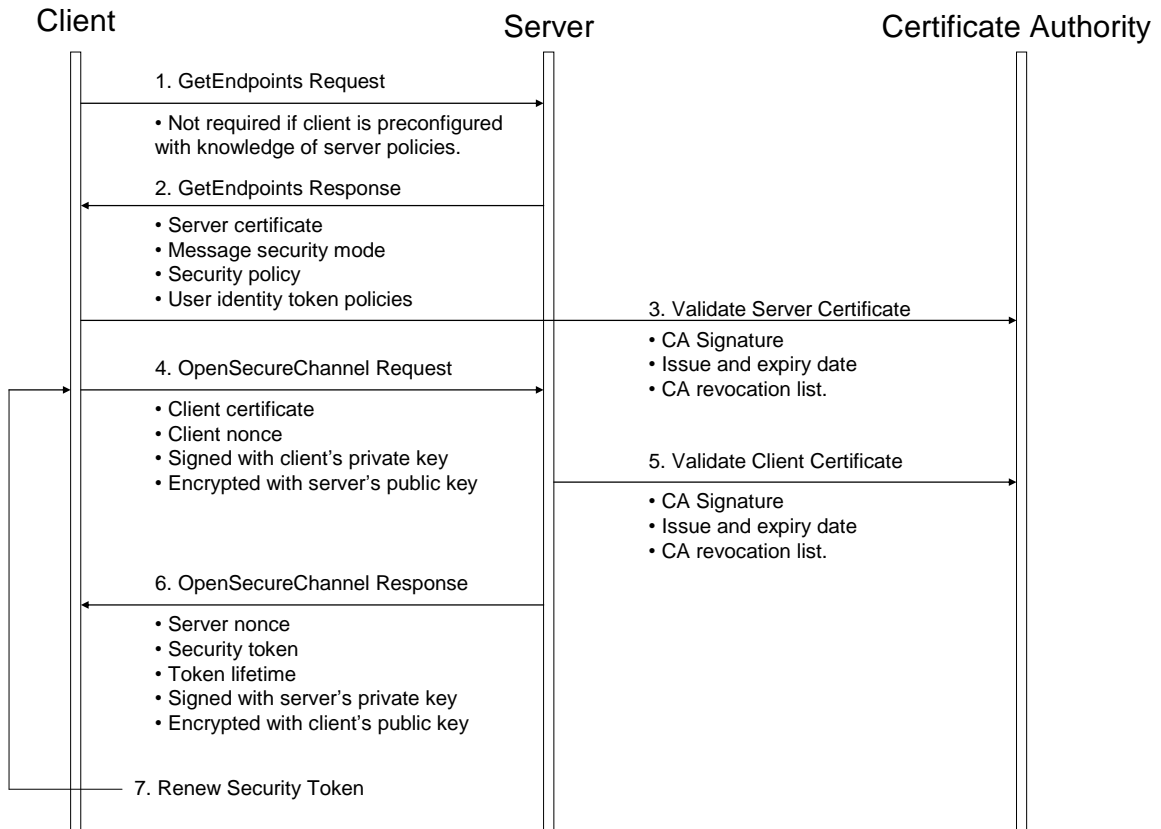 Client
Server
Certificate Authority
1. GetEndpoints Request
• Not required if client is preconfigured
with knowledge of server policies.
2. GetEndpoints Response
• Server certificate
• Message security mode
• Security policy
• User identity token policies
3. Validate Server Certificate
• CA Signature
• Issue and expiry date
• CA revocation list.
4. OpenSecureChannel Request
• Client certificate
• Client nonce
• Signed with client's private key
• Encrypted with server's public key
5. Validate Client Certificate
• CA Signature
• Issue and expiry date
• CA revocation list.
6. OpenSecureChannel Response
• Server nonce
• Security token
• Token lifetime
• Signed with server's private key
• Encrypted with client's public key
7. Renew Security Token